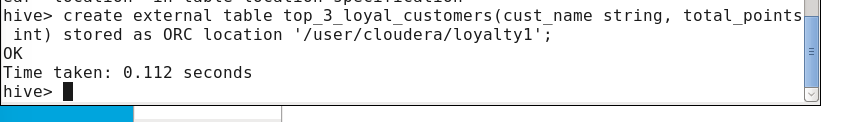 hive> create external table top_3_loyal_customers(cust_name string, total_points
 int) stored as ORC location '/user/cloudera/loyalty1';
OK
Time taken: 0.112 seconds
hive>